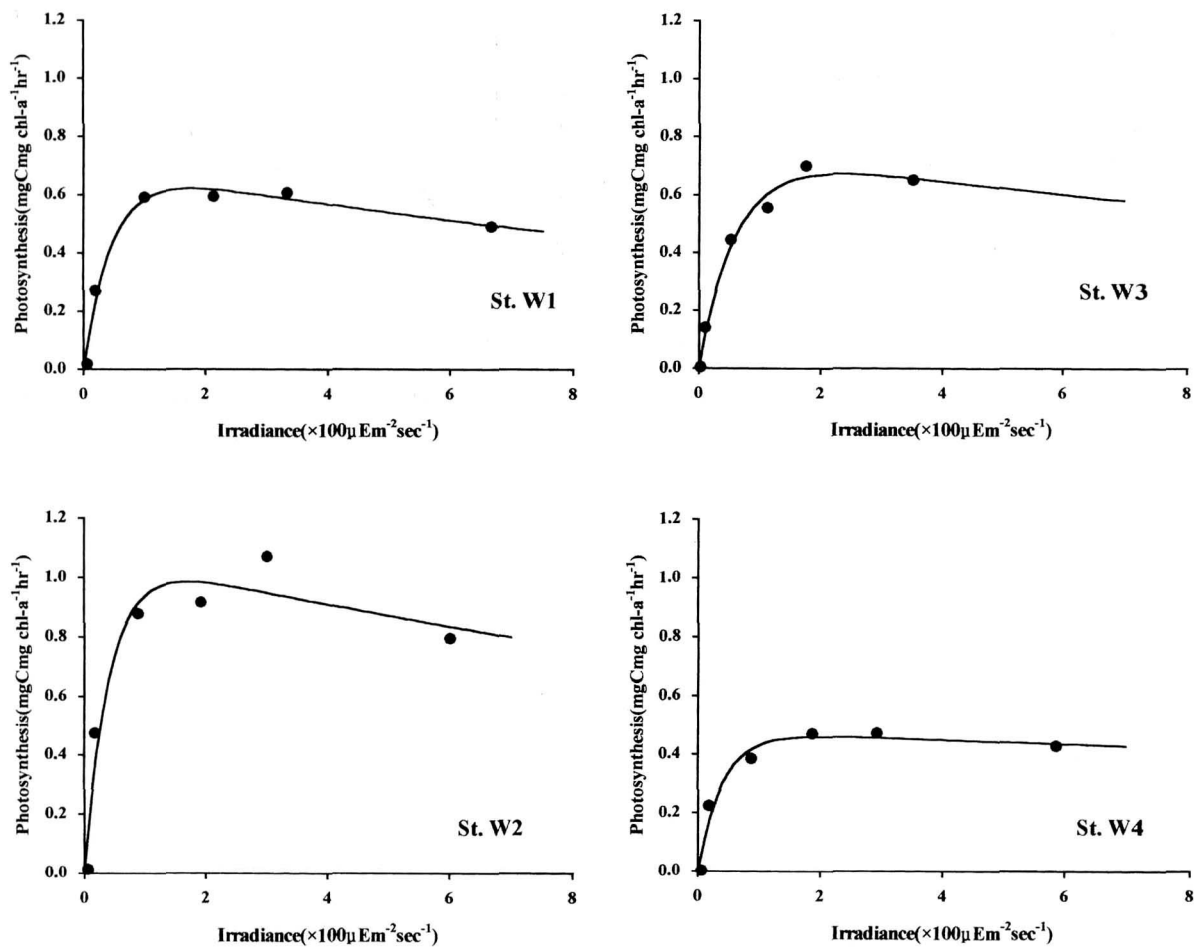 1.2
1.0
0.8
0.6
0.4
0.2
0.0
Photosynthesis(mgCmg chl-a⁻¹hr⁻¹)
St. W1
0 2 4 6 8
Irradiance(×100μEm⁻²sec⁻¹)
1.2
1.0
0.8
0.6
0.4
0.2
0.0
Photosynthesis(mgCmg chl-a⁻¹hr⁻¹)
St. W3
0 2 4 6 8
Irradiance(×100μEm⁻²sec⁻¹)
1.2
1.0
0.8
0.6
0.4
0.2
0.0
Photosynthesis(mgCmg chl-a⁻¹hr⁻¹)
St. W2
0 2 4 6 8
Irradiance(×100μEm⁻²sec⁻¹)
1.2
1.0
0.8
0.6
0.4
0.2
0.0
Photosynthesis(mgCmg chl-a⁻¹hr⁻¹)
St. W4
0 2 4 6 8
Irradiance(×100μEm⁻²sec⁻¹)